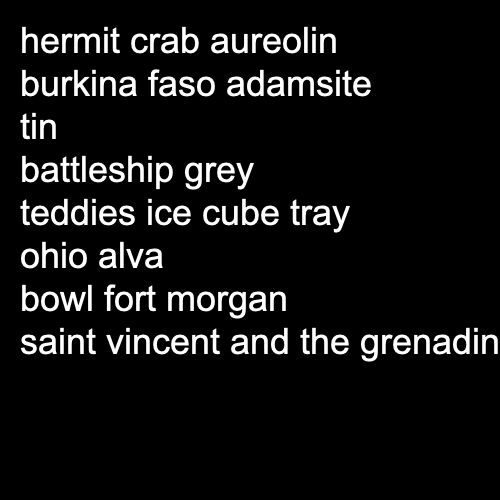 hermit crab aureolin
burkina faso adamsite
tin
battleship grey
teddies ice cube tray
ohio alva
bowl fort morgan
saint vincent and the grenadin